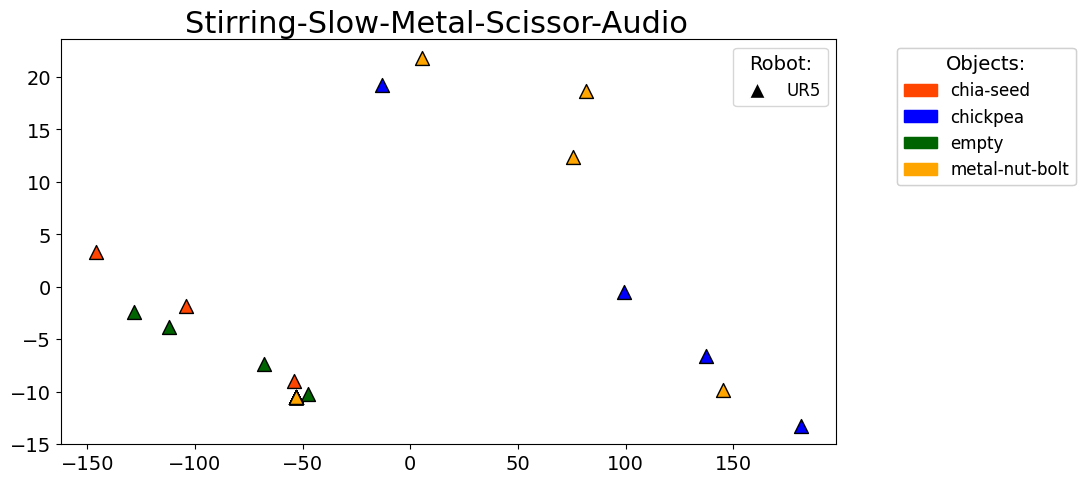 Stirring-Slow-Metal-Scissor-Audio
20
15
10
5
0
−5
−10
−15
−150
−100
−50
0
50
100
150
Robot:
UR5
Objects:
chia-seed
chickpea
empty
metal-nut-bolt